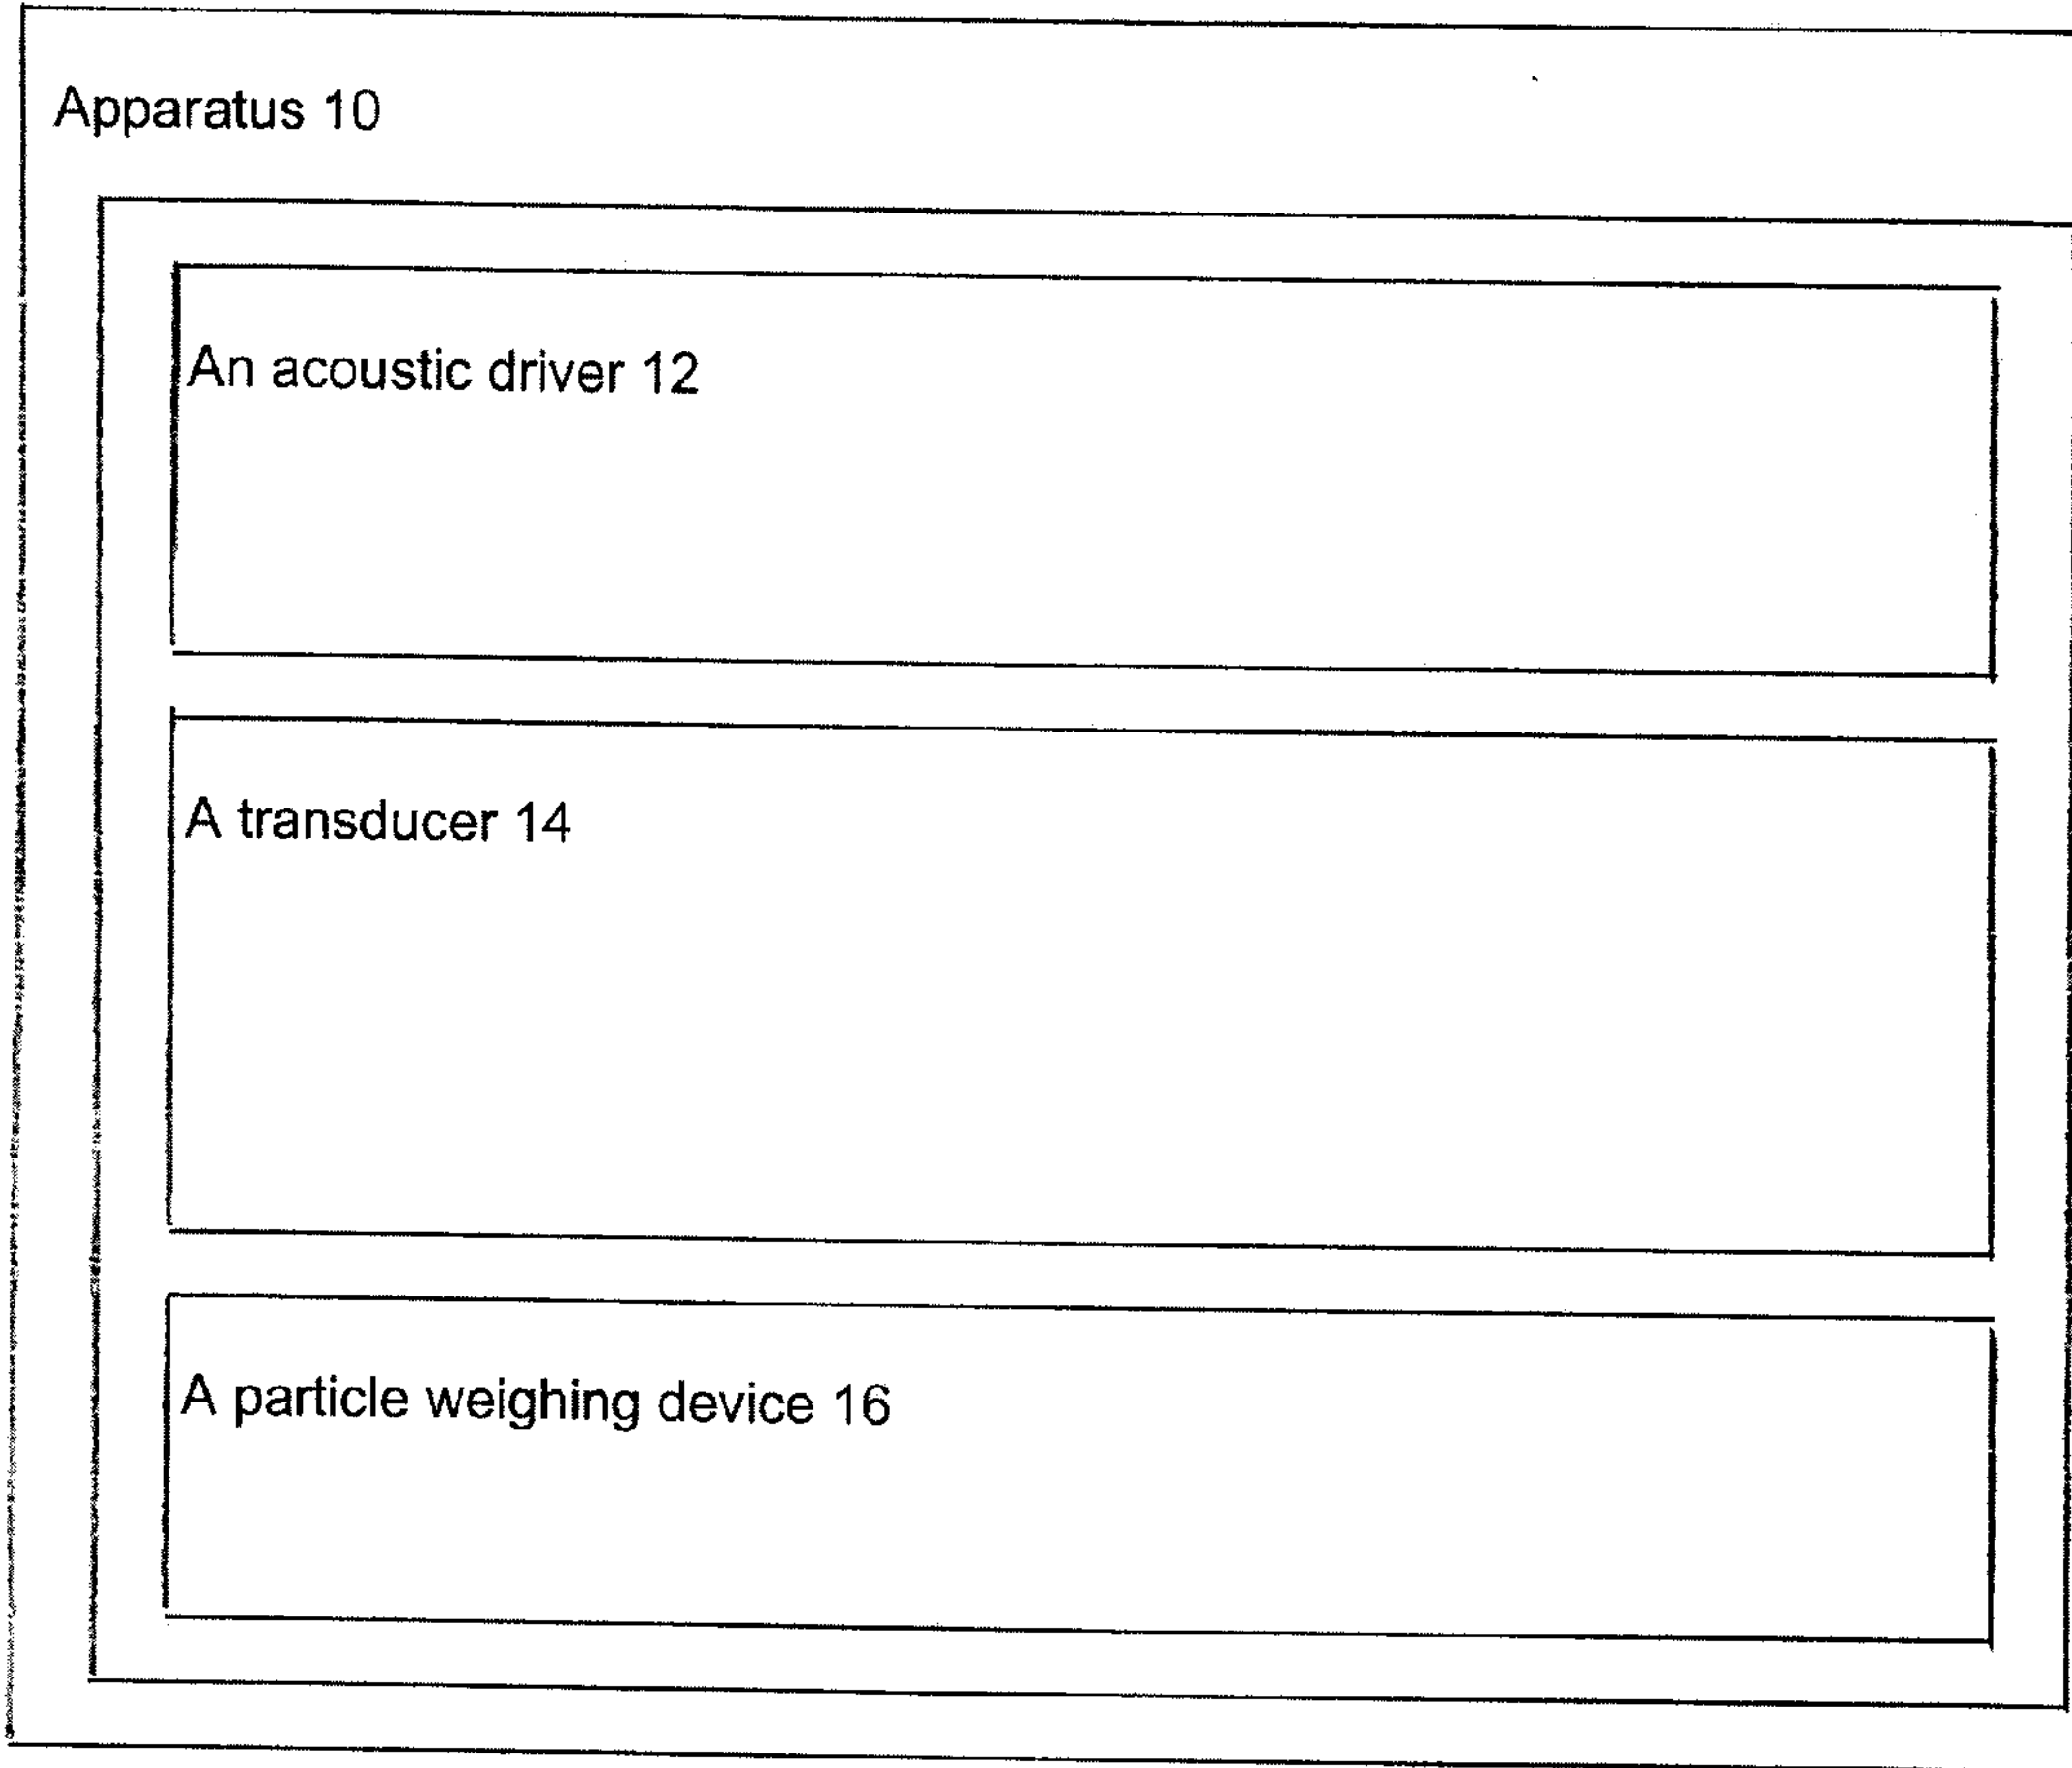 Apparatus 10
An acoustic driver 12
A transducer 14
A particle weighing device 16